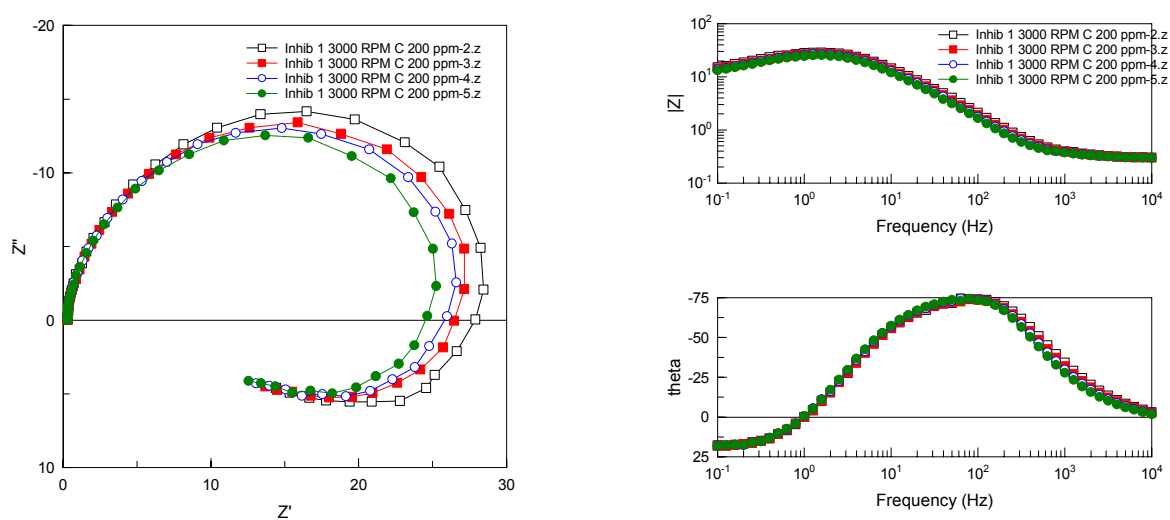 -20
-10
0
10
0
10
20
30
Z''
Z'
Inhib 1 3000 RPM C 200 ppm-2.z
Inhib 1 3000 RPM C 200 ppm-3.z
Inhib 1 3000 RPM C 200 ppm-4.z
Inhib 1 3000 RPM C 200 ppm-5.z
10²
10¹
10⁰
10⁻¹
|Z|
Inhib 1 3000 RPM C 200 ppm-2.z
Inhib 1 3000 RPM C 200 ppm-3.z
Inhib 1 3000 RPM C 200 ppm-4.z
Inhib 1 3000 RPM C 200 ppm-5.z
10⁻¹
10⁰
10¹
10²
10³
10⁴
Frequency (Hz)
-75
-50
-25
0
25
theta
10⁻¹
10⁰
10¹
10²
10³
10⁴
Frequency (Hz)